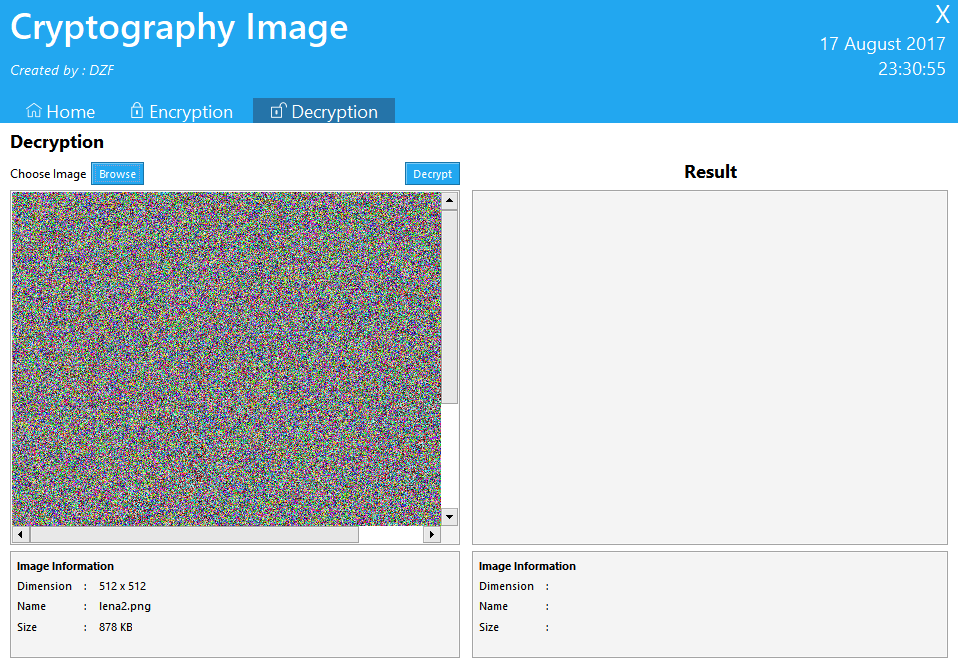 Cryptography Image
X
17 August 2017
Created by : DZF
23:30:55
Home Encryption Decryption
Decryption
Choose Image Browse Decrypt
Result
Image Information
Dimension : 512 x 512
Name : lena2.png
Size : 878 KB
Image Information
Dimension :
Name :
Size :